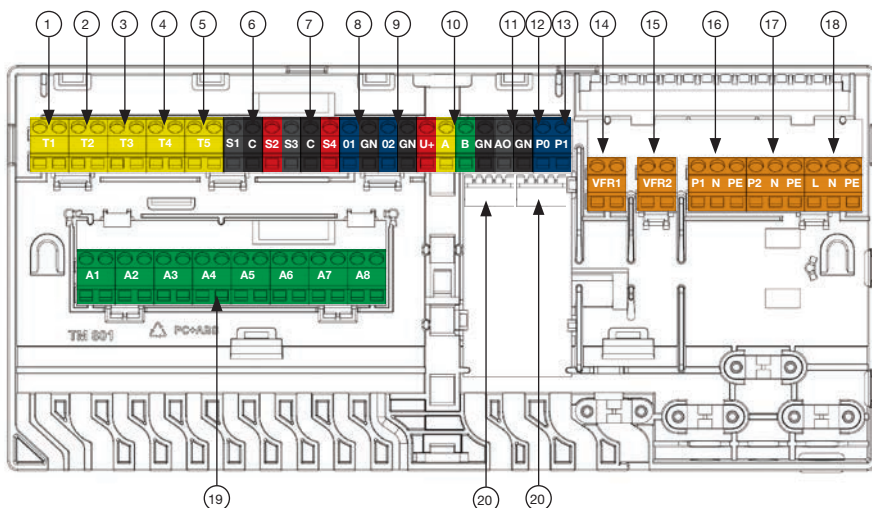 1 2 3 4 5 6 7 8 9 10 11 12 13 14 15 16 17 18
T1 T2 T3 T4 T5 S1 C S2 S3 C S4 01 GN 02 GN U+ A B GN AO GN P0 P1
VFR1 VFR2 P1 N PE P2 N PE L N PE
A1 A2 A3 A4 A5 A6 A7 A8
TM 801 PC+ABS
19 20 20